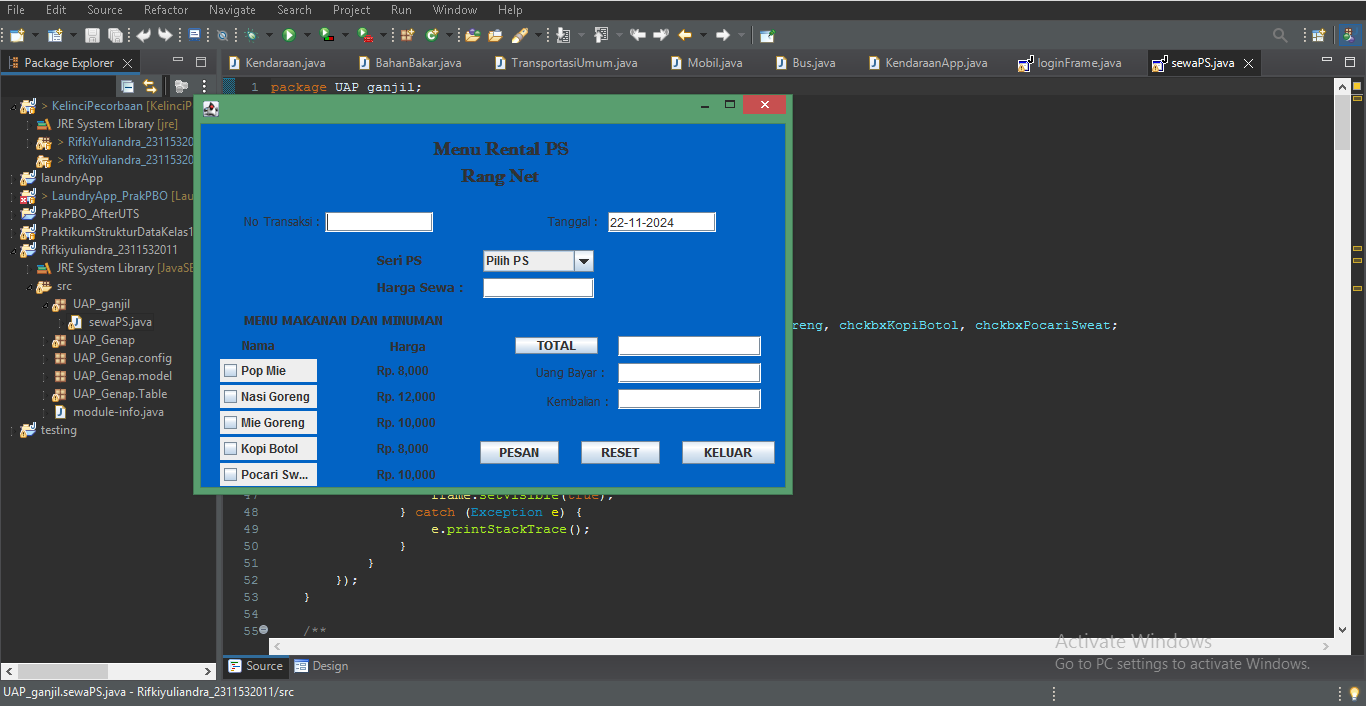 File Edit Source Refactor Navigate Search Project Run Window Help
Package Explorer
Kendaraan.java BahanBakar.java TransportasiUmum.java Mobil.java Bus.java KendaraanApp.java loginFrame.java sewaPS.java
> KelinciPecorbaan [KelinciP
JRE System Library [jre]
> RifkiYuliandra_2311532
> RifkiYuliandra_2311532
laundryApp
> LaundryApp_PrakPBO [Lau
PrakPBO_AfterUTS
PraktikumStrukturDataKelas1
Rifkiyuliandra_2311532011
JRE System Library [JavaSE
src
UAP_ganjil
sewaPS.java
UAP_Genap
UAP_Genap.config
UAP_Genap.model
UAP_Genap.Table
module-info.java
testing
1 package UAP_ganjil;
Menu Rental PS
Rang Net
No Transaksi :
Tanggal : 22-11-2024
Seri PS Pilih PS
Harga Sewa :
MENU MAKANAN DAN MINUMAN
Nama Harga
Pop Mie Rp. 8,000
Nasi Goreng Rp. 12,000
Mie Goreng Rp. 10,000
Kopi Botol Rp. 8,000
Pocari Sw... Rp. 10,000
TOTAL
Uang Bayar :
Kembalian :
PESAN RESET KELUAR
reng, chckbxKopiBotol, chckbxPocariSweat;
47 frame.setVisible(true);
48 } catch (Exception e) {
49 e.printStackTrace();
50 }
51 }
52 });
53 }
54
55 /**
Source Design
Activate Windows
Go to PC settings to activate Windows.
UAP_ganjil.sewaPS.java - Rifkiyuliandra_2311532011/src